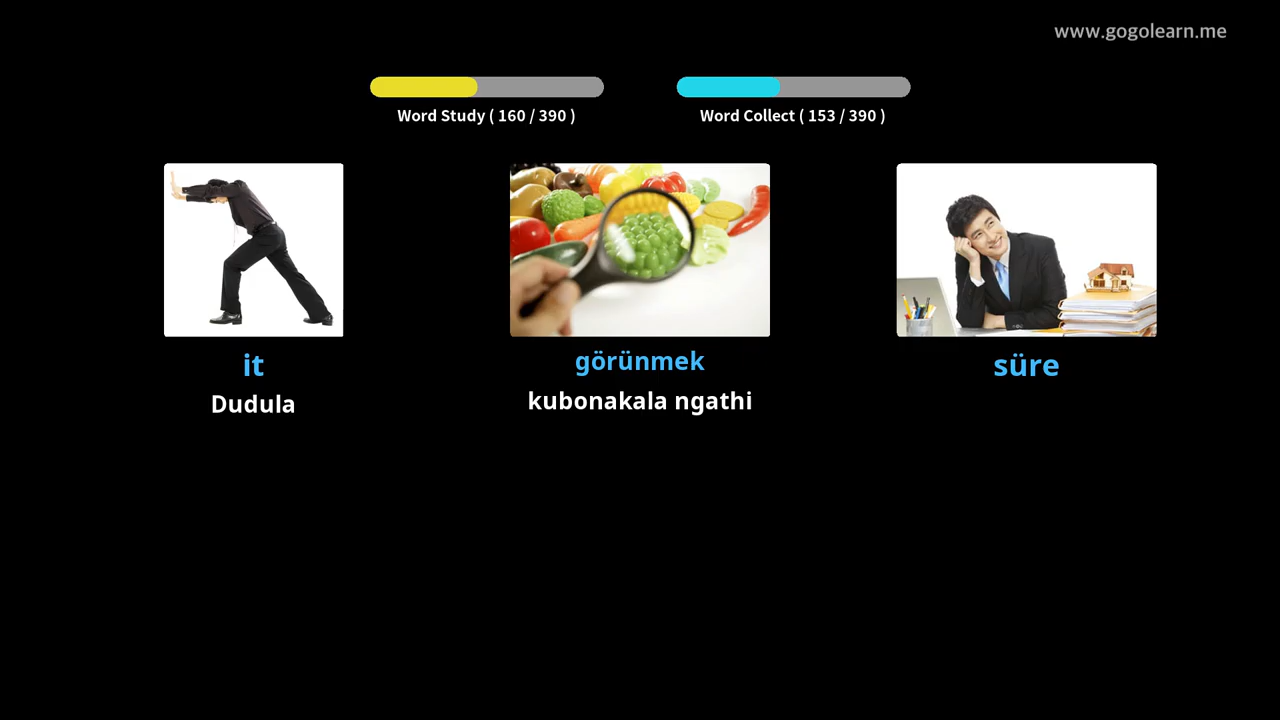 www.gogolearn.me
Word Study ( 160 / 390 )
Word Collect ( 153 / 390 )
it
Dudula
görünmek
kubonakala ngathi
süre